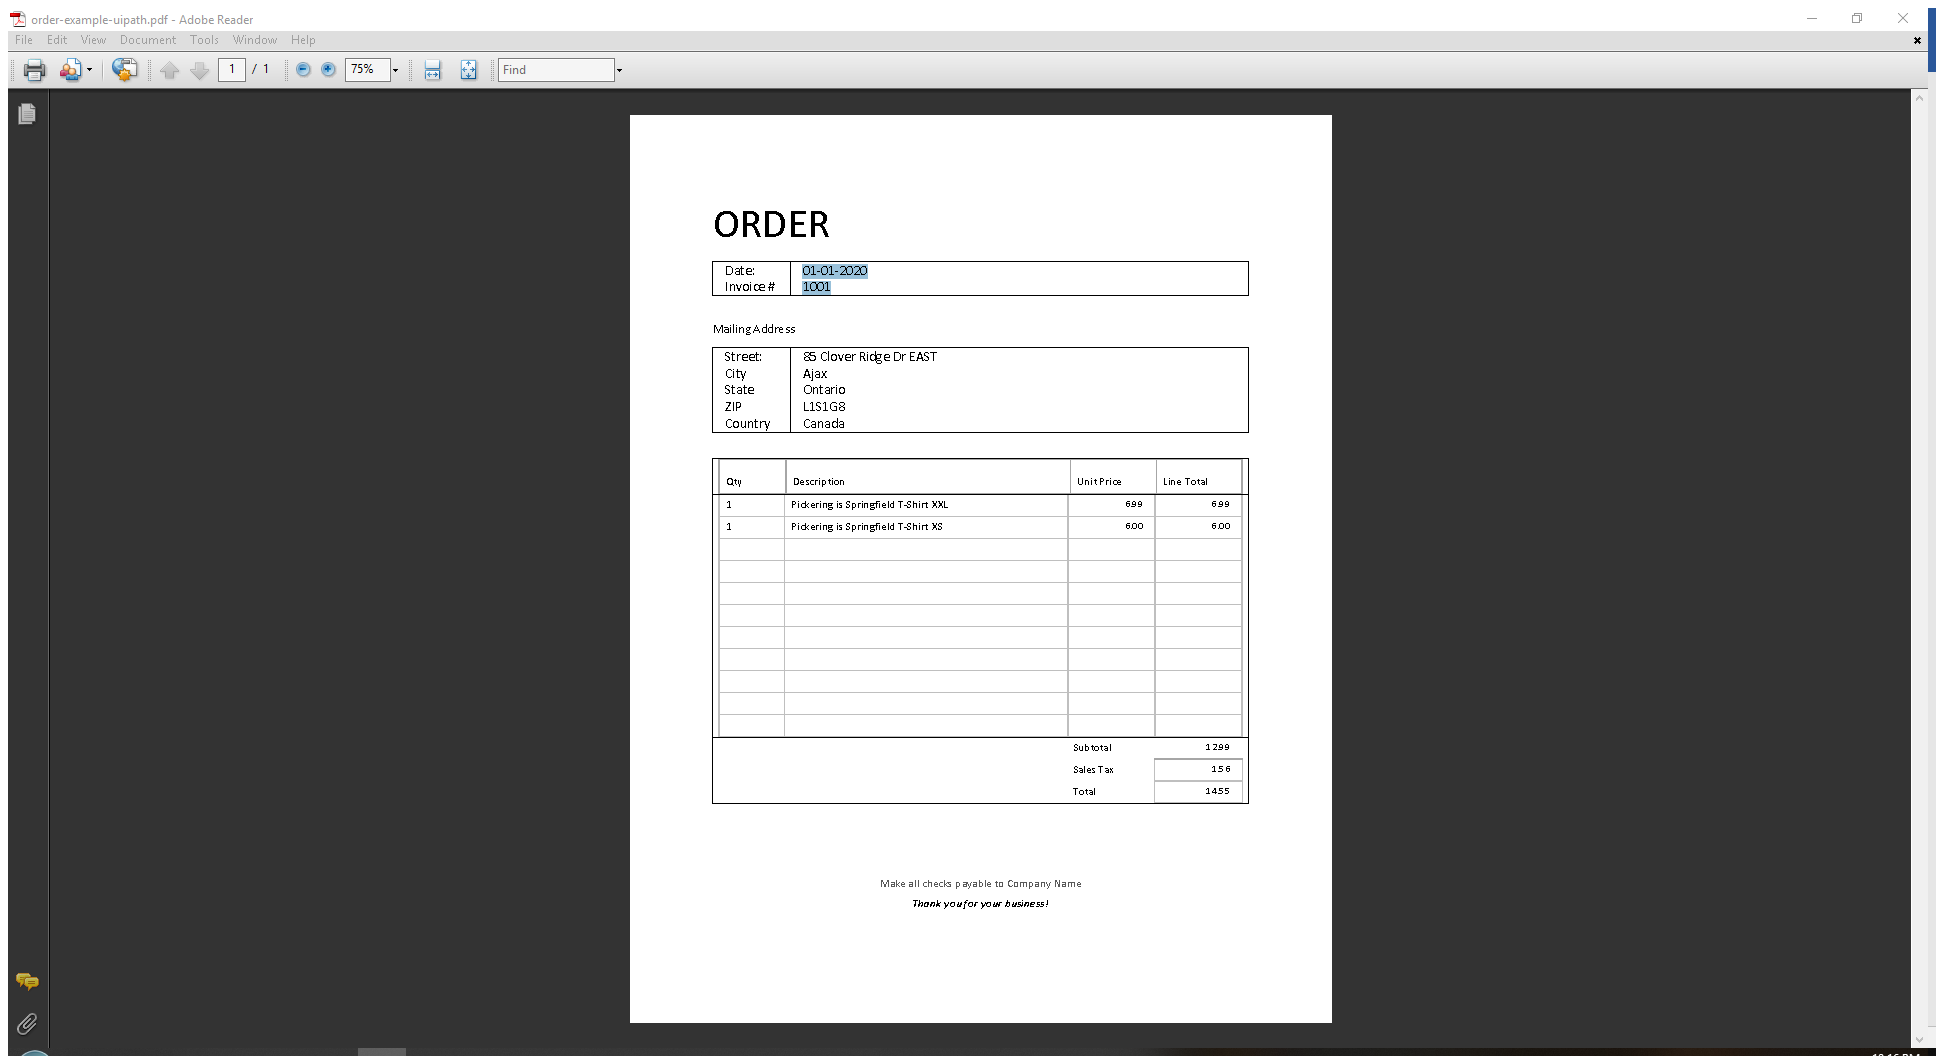 order-example-uipath.pdf - Adobe Reader
File Edit View Document Tools Window Help
1 / 1 75% Find
ORDER
Date: 01-01-2020
Invoice # 1001
Mailing Address
Street: 85 Clover Ridge Dr EAST
City Ajax
State Ontario
ZIP L1S1G8
Country Canada
Qty Description Unit Price Line Total
1 Pickering is Springfield T-Shirt XXL 6.99 6.99
1 Pickering is Springfield T-Shirt XS 6.00 6.00
Subtotal 12.99
Sales Tax 1.56
Total 14.55
Make all checks payable to Company Name
Thank you for your business!